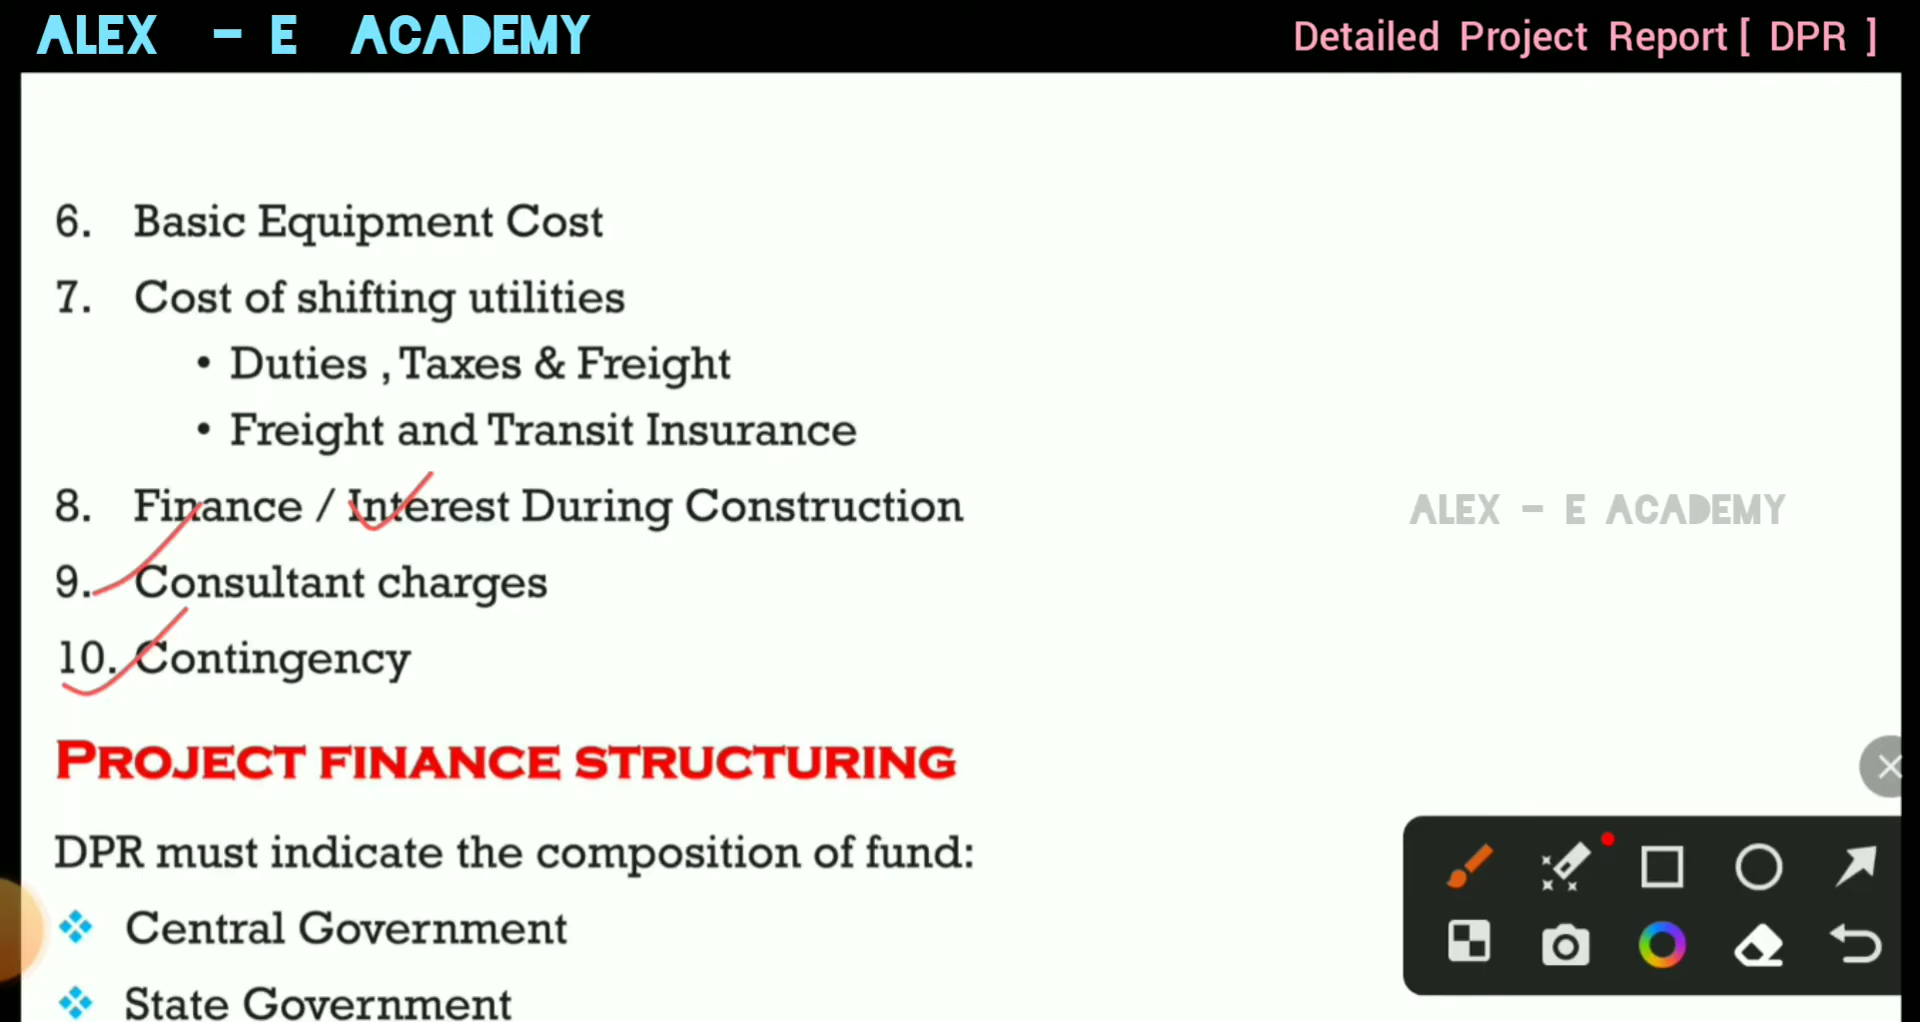 ALEX - E ACADEMY
Detailed Project Report [ DPR ]
6. Basic Equipment Cost
7. Cost of shifting utilities
• Duties , Taxes & Freight
• Freight and Transit Insurance
8. Finance / Interest During Construction
ALEX - E ACADEMY
9. Consultant charges
10. Contingency
PROJECT FINANCE STRUCTURING
DPR must indicate the composition of fund:
❖ Central Government
❖ State Government